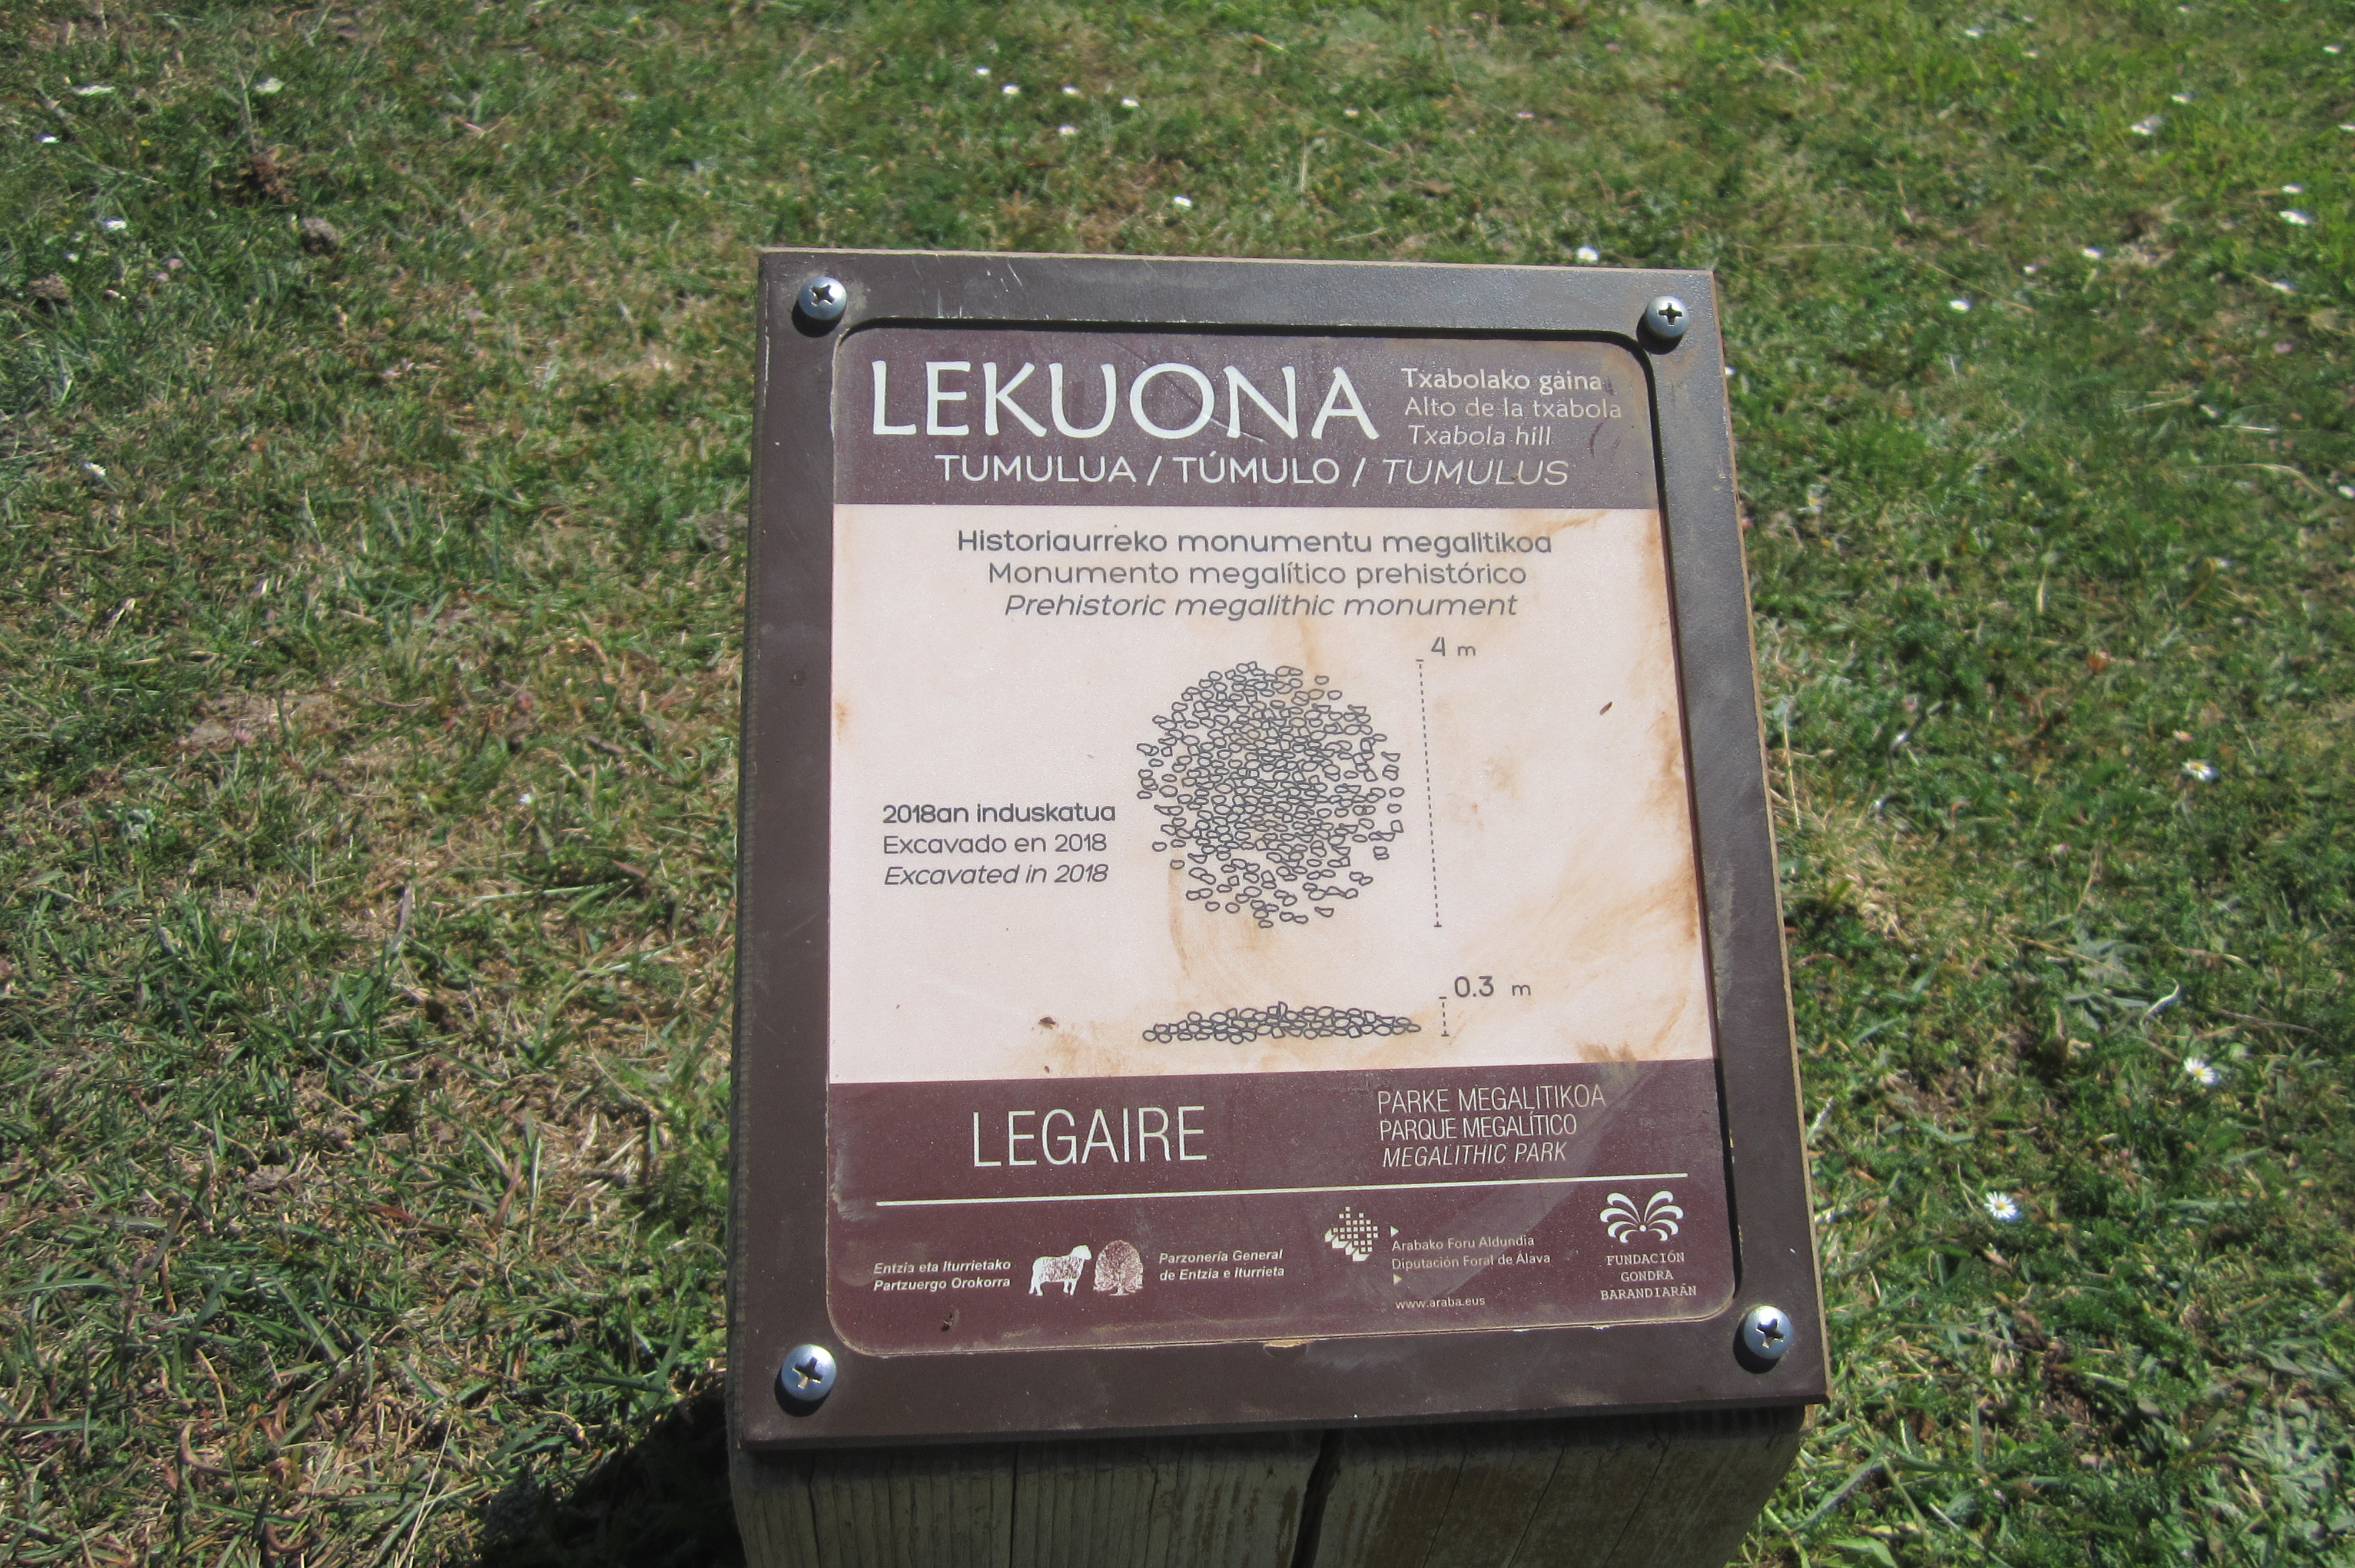 LEKUONA
Txabolako gaina
Alto de la txabola
Txabola hill
TUMULUA / TÚMULO / TUMULUS
Historiaurreko monumentu megalitikoa
Monumento megalítico prehistórico
Prehistoric megalithic monument
4 m
2018an induskatua
Excavado en 2018
Excavated in 2018
0.3 m
LEGAIRE
PARKE MEGALITIKOA
PARQUE MEGALÍTICO
MEGALITHIC PARK
Entzia eta Iturrietako
Partzuergo Orokorra
Parzonería General
de Entzia e Iturrieta
Arabako Foru Aldundia
Diputación Foral de Álava
www.araba.eus
FUNDACIÓN
GONDRA
BARANDIARÁN